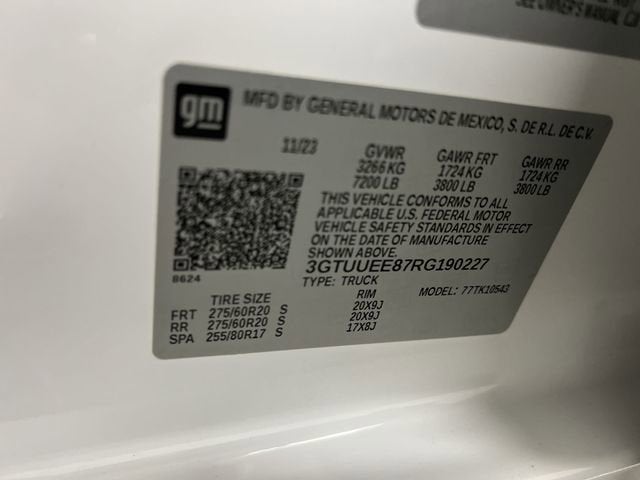 SEE OWNER'S MANUAL
gm
MFD BY GENERAL MOTORS DE MEXICO, S. DE R.L. DE C.V.
11/23 GVWR GAWR FRT GAWR RR
3266 KG 1724 KG 1724 KG
7200 LB 3800 LB 3800 LB
THIS VEHICLE CONFORMS TO ALL
APPLICABLE U.S. FEDERAL MOTOR
VEHICLE SAFETY STANDARDS IN EFFECT
ON THE DATE OF MANUFACTURE
SHOWN ABOVE.
8624
3GTUUEE87RG190227
TYPE: TRUCK MODEL: 77TK10543
TIRE SIZE RIM
FRT 275/60R20 S 20X9J
RR 275/60R20 S 20X9J
SPA 255/80R17 S 17X8J